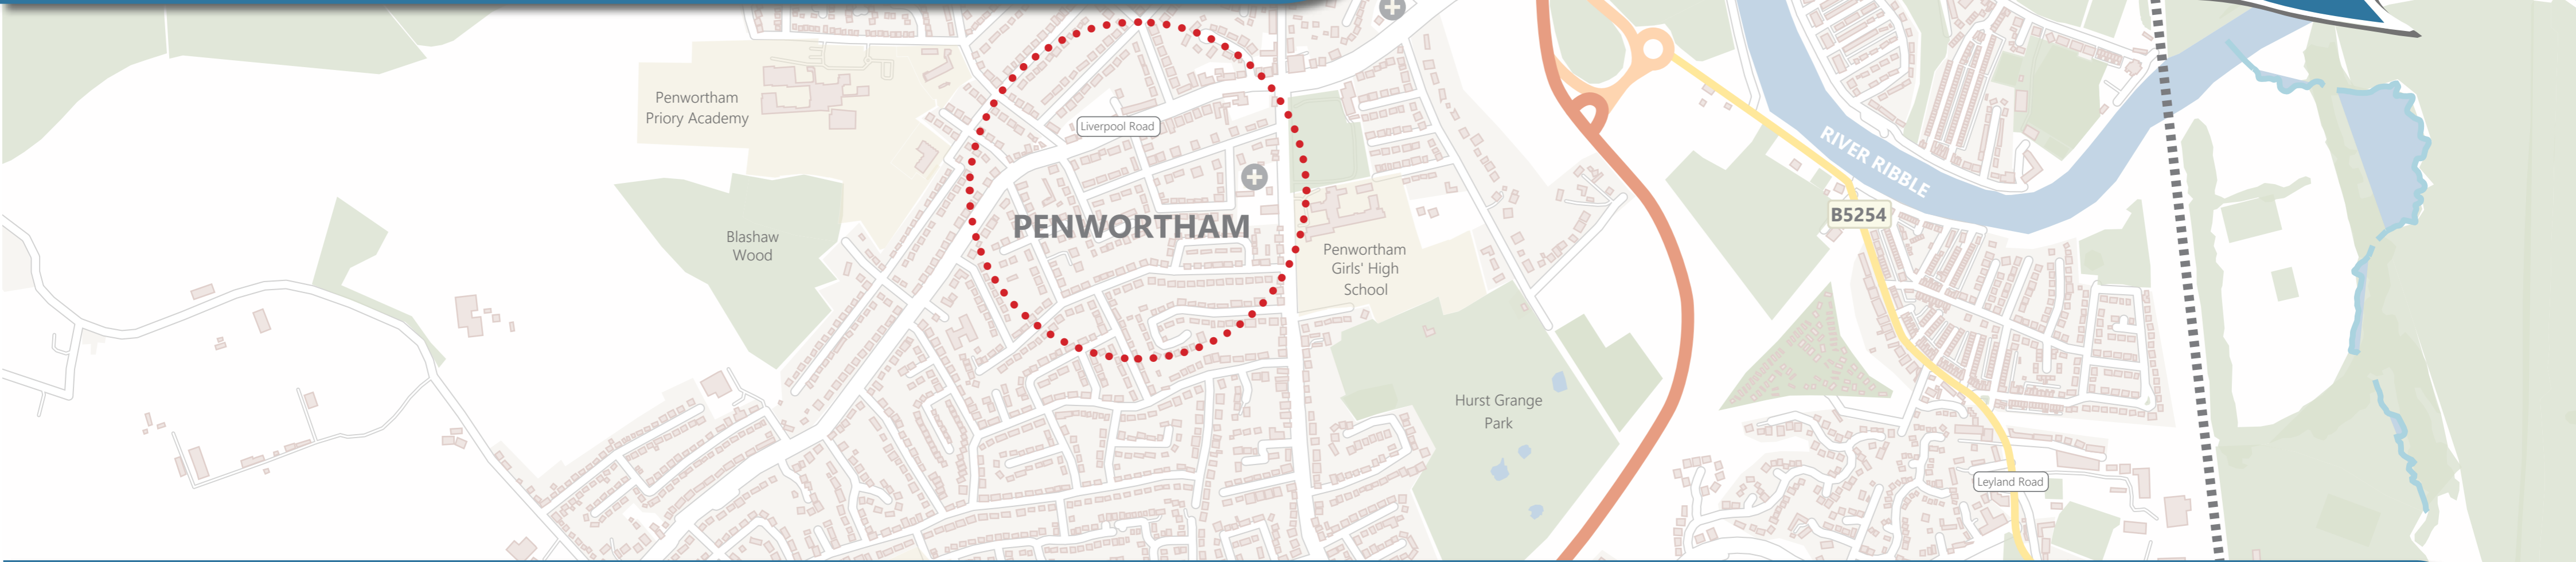 Penwortham
Priory Academy
Liverpool Road
RIVER RIBBLE
PENWORTHAM
B5254
Blashaw
Wood
Penwortham
Girls' High
School
Hurst Grange
Park
Leyland Road